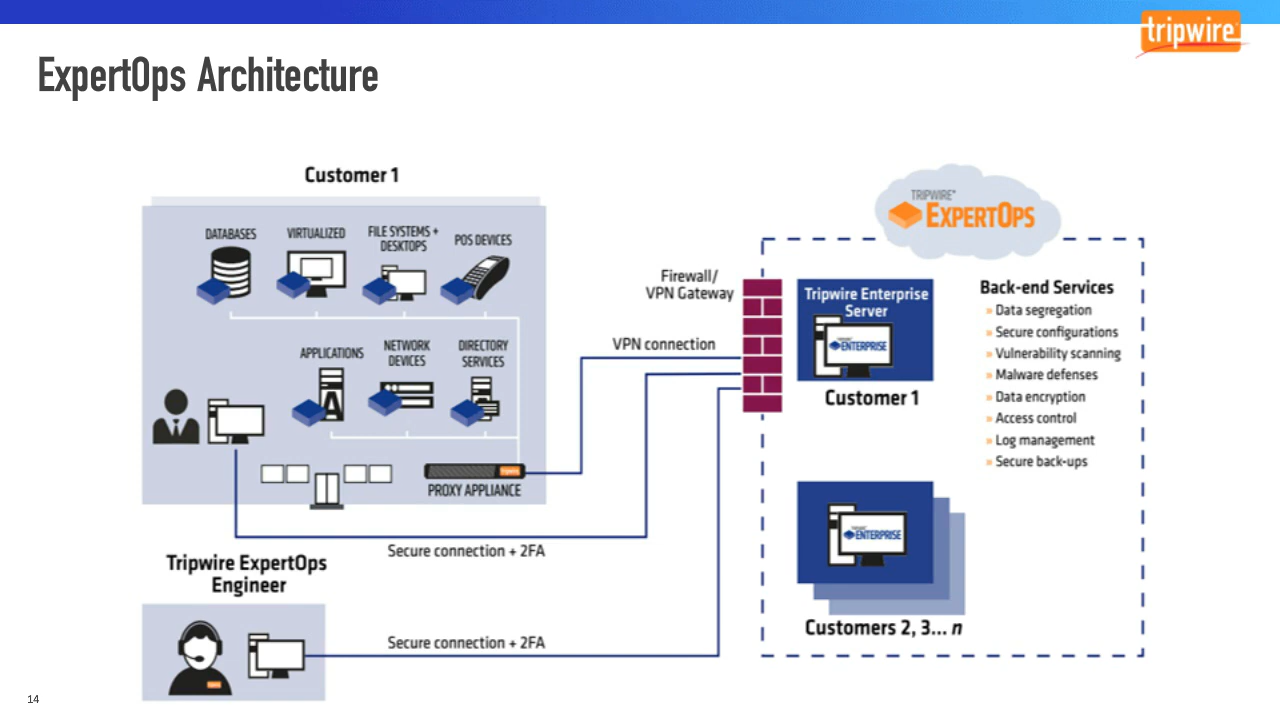 tripwire
ExpertOps Architecture
Customer 1
DATABASES
VIRTUALIZED
FILE SYSTEMS +
DESKTOPS
POS DEVICES
APPLICATIONS
NETWORK
DEVICES
DIRECTORY
SERVICES
A
tripwire
PROXY APPLIANCE
Firewall/
VPN Gateway
VPN connection
Secure connection + 2FA
Tripwire ExpertOps
Engineer
Secure connection + 2FA
TRIPWIRE®
EXPERTOPS
Tripwire Enterprise
Server
ENTERPRISE
Customer 1
Back-end Services
» Data segregation
» Secure configurations
» Vulnerability scanning
» Malware defenses
» Data encryption
» Access control
» Log management
» Secure back-ups
ENTERPRISE
Customers 2, 3... n
14